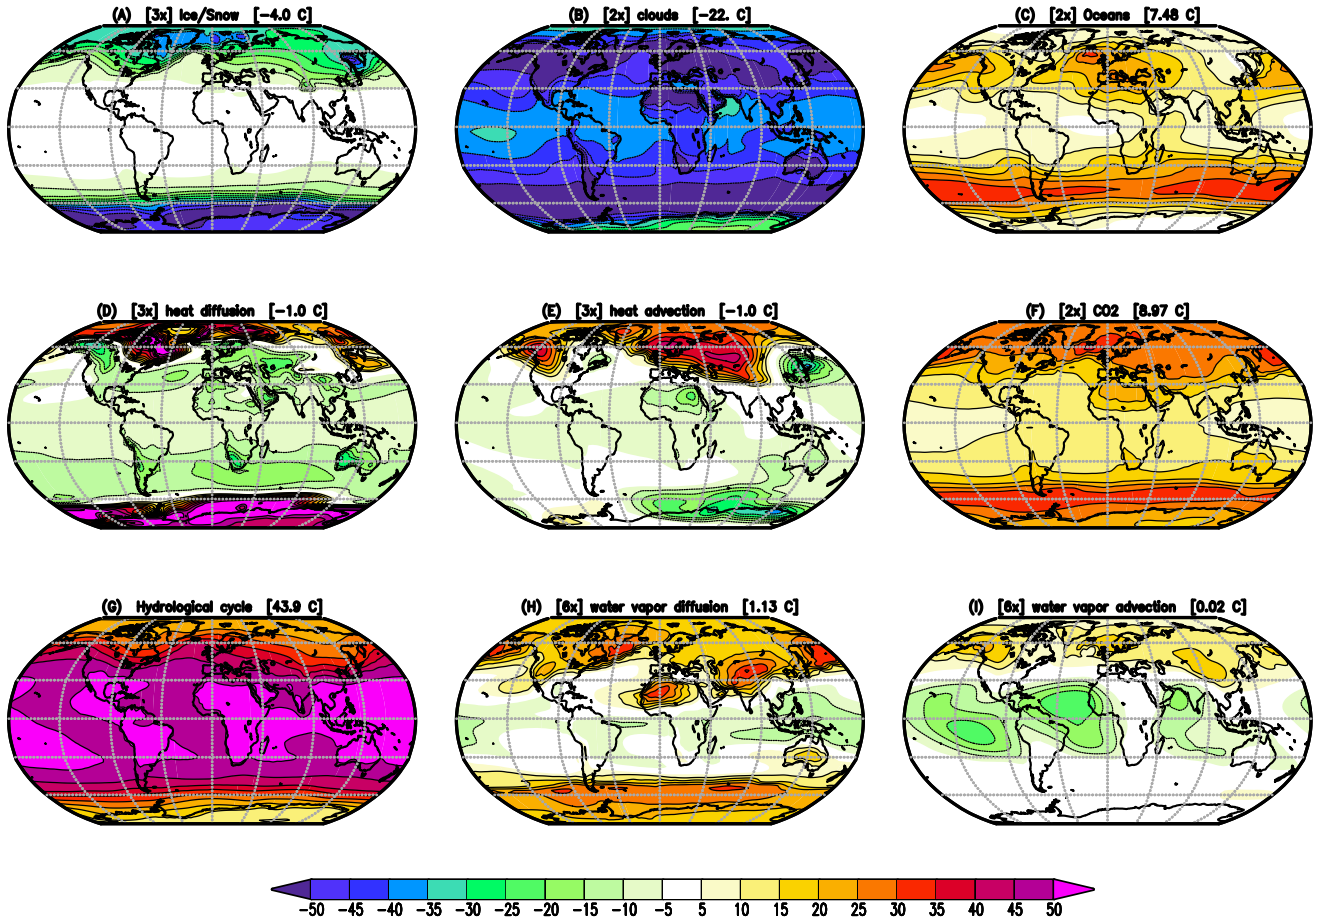 (A) [3x] Ice/Snow [-4.0 C]
(B) [2x] clouds [-22. C]
(C) [2x] Oceans [7.48 C]
(D) [3x] heat diffusion [-1.0 C]
(E) [3x] heat advection [-1.0 C]
(F) [2x] CO2 [8.97 C]
(G) Hydrological cycle [43.9 C]
(H) [6x] water vapor diffusion [1.13 C]
(I) [6x] water vapor advection [0.02 C]
-50 -45 -40 -35 -30 -25 -20 -15 -10 -5 5 10 15 20 25 30 35 40 45 50